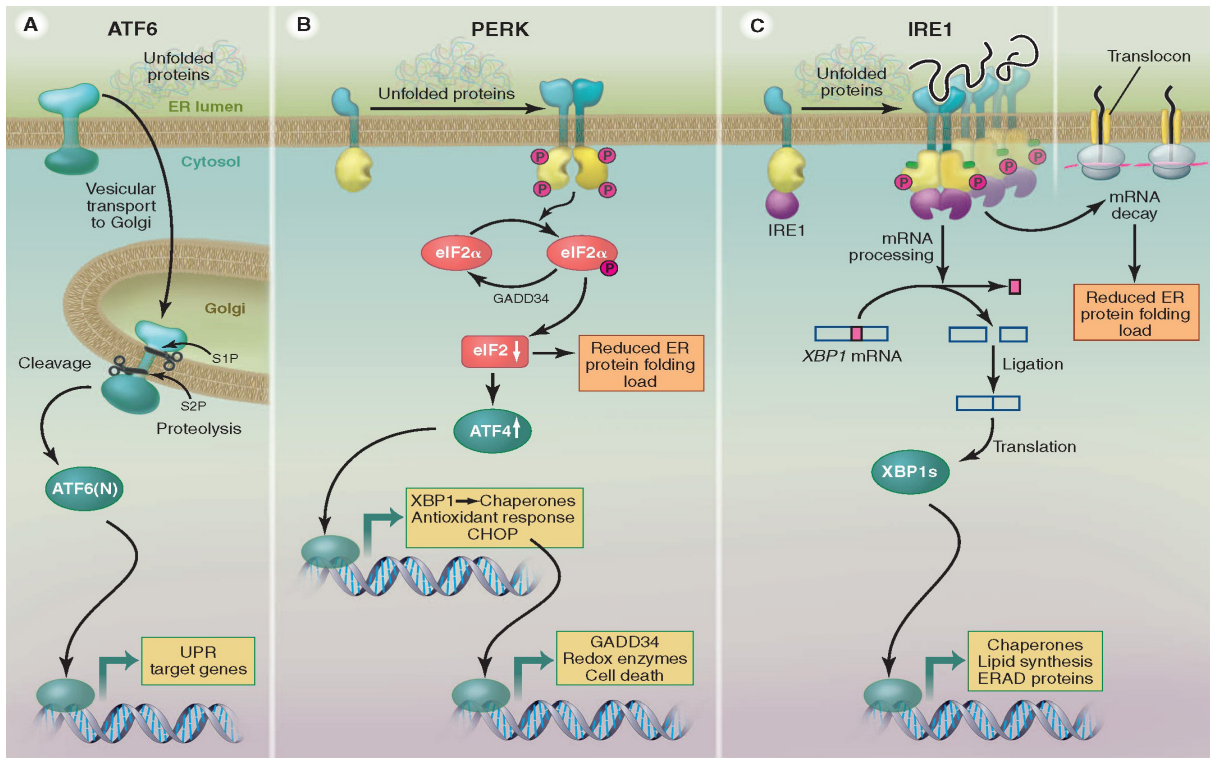 A
ATF6
Unfolded
proteins
ER lumen
Cytosol
Vesicular
transport
to Golgi
Golgi
S1P
Cleavage
S2P
Proteolysis
ATF6(N)
UPR
target genes
B
PERK
Unfolded proteins
P
P
P
P
eIF2α
eIF2α
P
GADD34
eIF2
Reduced ER
protein folding
load
ATF4
XBP1 → Chaperones
Antioxidant response
CHOP
GADD34
Redox enzymes
Cell death
C
IRE1
Unfolded
proteins
Translocon
P
P
P
P
IRE1
mRNA
decay
mRNA
processing
Reduced ER
protein folding
load
XBP1 mRNA
Ligation
Translation
XBP1s
Chaperones
Lipid synthesis
ERAD proteins